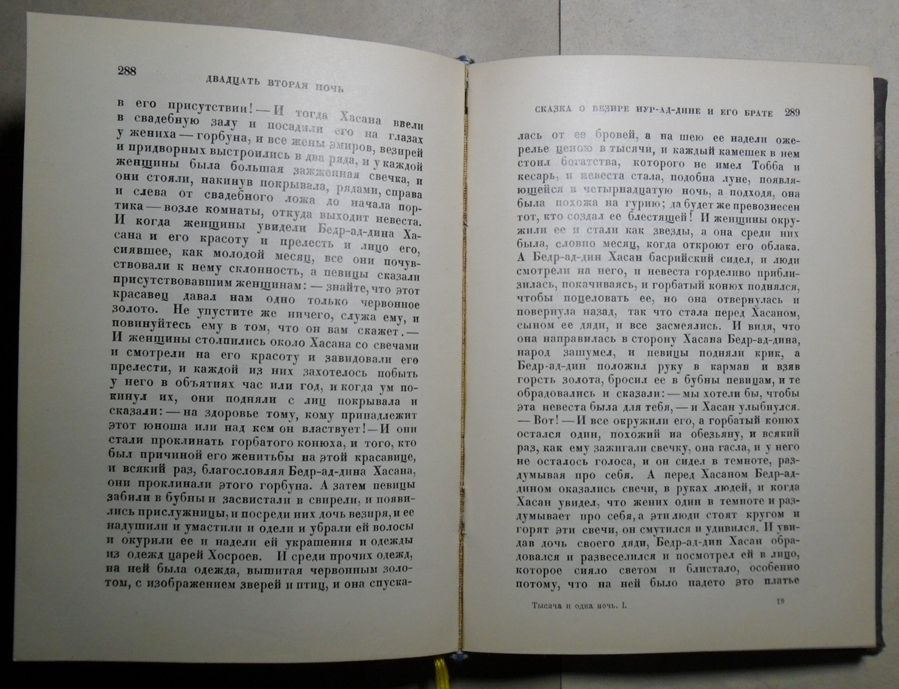 288
ДВАДЦАТЬ ВТОРАЯ НОЧЬ
в его присутствии! — И тогда Хасана ввели
в свадебную залу и посадили его на глазах
у жениха — горбуна, и все жены эмиров, везирей
и придворных выстроились в два ряда, и у каждой
женщины была большая зажженная свечка, и
они стояли, накинув покрывала, рядами, справа
и слева от свадебного ложа до начала пор-
тика — возле комнаты, откуда выходит невеста.
И когда женщины увидели Бедр-ад-дина Ха-
сана и его красоту и прелесть и лицо его,
сиявшее, как молодой месяц, все они почув-
ствовали к нему склонность, а певицы сказали
присутствовавшим женщинам: — знайте, что этот
красавец давал нам одно только червонное
золото. Не упустите же ничего, служа ему, и
повинуйтесь ему в том, что он вам скажет. —
И женщины столпились около Хасана со свечами
и смотрели на его красоту и завидовали его
прелести, и каждой из них захотелось побыть
у него в объятиях час или год, и когда ум по-
кинул их, они подняли с лиц покрывала и
сказали: — на здоровье тому, кому принадлежит
этот юноша или над кем он властвует! — И они
стали проклинать горбатого конюха, и того, кто
был причиной его женитьбы на этой красавице,
и всякий раз, благословляя Бедр-ад-дина Хасана,
они проклинали этого горбуна. А затем певицы
забили в бубны и засвистали в свирели, и появи-
лись прислужницы, и посреди них дочь везиря, и ее
надушили и умастили и одели и убрали ей волосы
и окурили ее и надели ей украшения и одежды
из одежд царей Хосроев. И среди прочих одежд,
на ней была одежда, вышитая червонным золо-
том, с изображением зверей и птиц, и она спуска-
СКАЗКА О ВЕЗИРЕ НУР-АД-ДИНЕ И ЕГО БРАТЕ 289
лась от ее бровей, а на шею ее надели оже-
релье ценою в тысячи, и каждый камешек в нем
стоил богатства, которого не имел Тобба и
кесарь, и невеста стала, подобна луне, появля-
ющейся в четырнадцатую ночь, а подходя, она
была похожа на гурию; да будет же превознесен
тот, кто создал ее блестящей! И женщины окру-
жили ее и стали как звезды, а она среди них
была, словно месяц, когда откроют его облака.
А Бедр-ад-дин Хасан басрийский сидел, и люди
смотрели на него, и невеста горделиво прибли-
зилась, покачиваясь, и горбатый конюх поднялся,
чтобы поцеловать ее, но она отвернулась и
повернула назад, так что стала перед Хасаном,
сыном ее дяди, и все засмеялись. И видя, что
она направилась в сторону Хасана Бедр-ад-дина,
народ зашумел, и певицы подняли крик, а
Бедр-ад-дин положил руку в карман и взяв
горсть золота, бросил ее в бубны певицам, и те
обрадовались и сказали: — мы хотели бы, чтобы
эта невеста была для тебя, — и Хасан улыбнулся.
— Вот! — И все окружили его, а горбатый конюх
остался один, похожий на обезьяну, и всякий
раз, как ему зажигали свечку, она гасла, и у него
не осталось голоса, и он сидел в темноте, раз-
думывая про себя. А перед Хасаном Бедр-ад-
дином оказались свечи, в руках людей, и когда
Хасан увидел, что жених один в темноте и раз-
думывает про себя, а эти люди стоят кругом и
горят эти свечи, он смутился и удивился. И уви-
дав дочь своего дяди, Бедр-ад-дин Хасан обра-
довался и развеселился и посмотрел ей в лицо,
которое сияло светом и блистало, особенно
потому, что на ней было надето это платье
Тысяча и одна ночь. I.
19